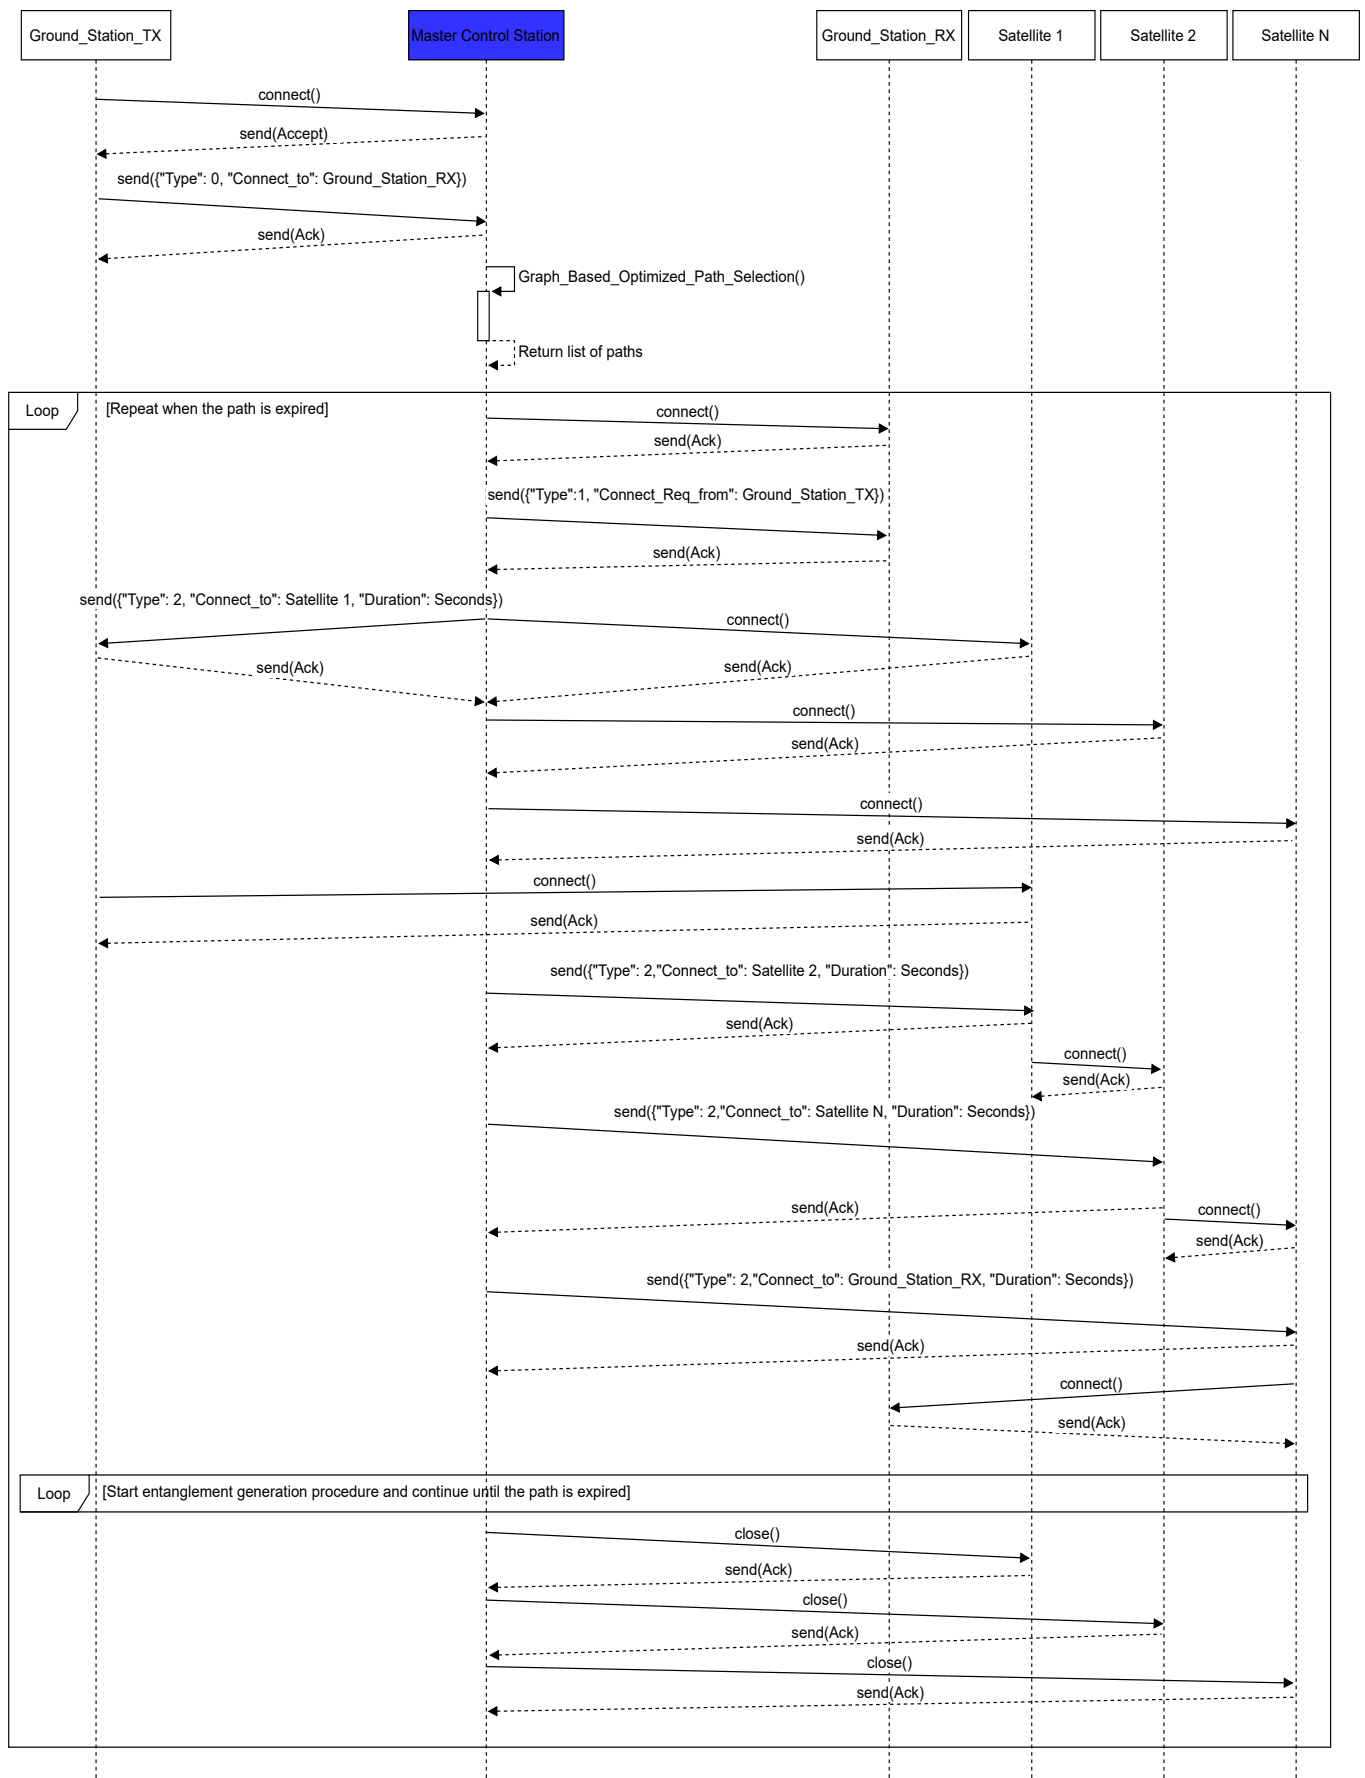 Ground_Station_TX
Master Control Station
Ground_Station_RX
Satellite 1
Satellite 2
Satellite N
connect()
send(Accept)
send({"Type": 0, "Connect_to": Ground_Station_RX})
send(Ack)
Graph_Based_Optimized_Path_Selection()
Return list of paths
Loop
[Repeat when the path is expired]
connect()
send(Ack)
send({"Type":1, "Connect_Req_from": Ground_Station_TX})
send(Ack)
send({"Type": 2, "Connect_to": Satellite 1, "Duration": Seconds})
connect()
send(Ack)
send(Ack)
connect()
send(Ack)
connect()
send(Ack)
connect()
send(Ack)
send({"Type": 2,"Connect_to": Satellite 2, "Duration": Seconds})
send(Ack)
connect()
send(Ack)
send({"Type": 2,"Connect_to": Satellite N, "Duration": Seconds})
send(Ack)
connect()
send(Ack)
send({"Type": 2,"Connect_to": Ground_Station_RX, "Duration": Seconds})
send(Ack)
connect()
send(Ack)
Loop
[Start entanglement generation procedure and continue until the path is expired]
close()
send(Ack)
close()
send(Ack)
close()
send(Ack)